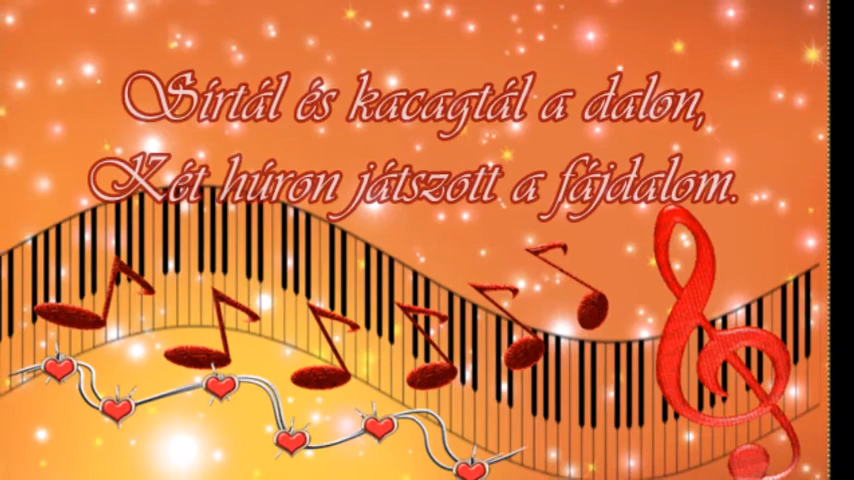 Sírtál és kacagtál a dalon,
Két húron játszott a fájdalom.